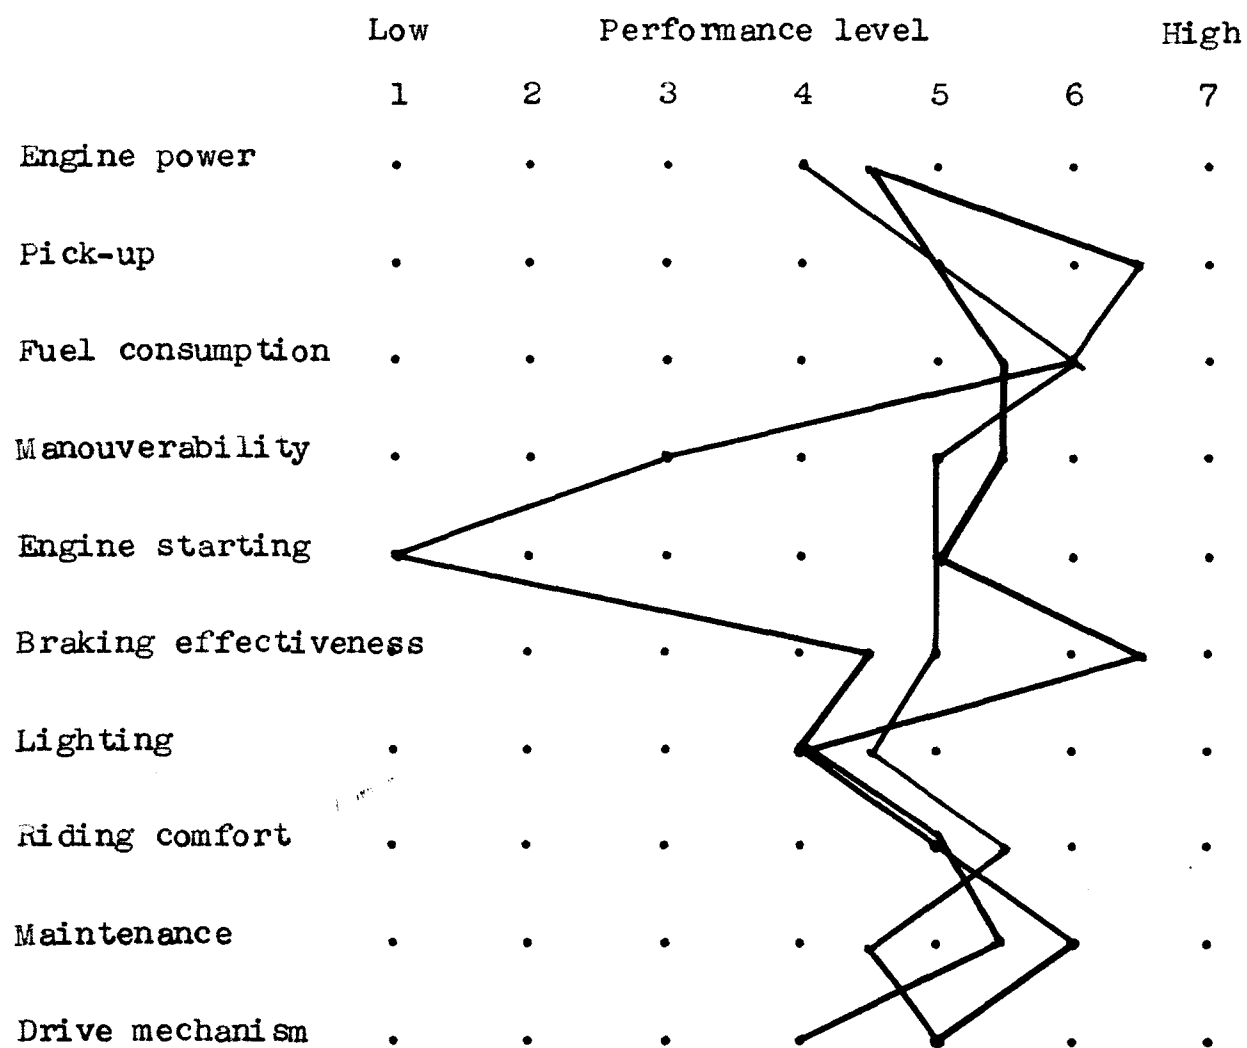 Low Performance level High
1 2 3 4 5 6 7
Engine power
Pick-up
Fuel consumption
Manouverability
Engine starting
Braking effectiveness
Lighting
Riding comfort
Maintenance
Drive mechanism